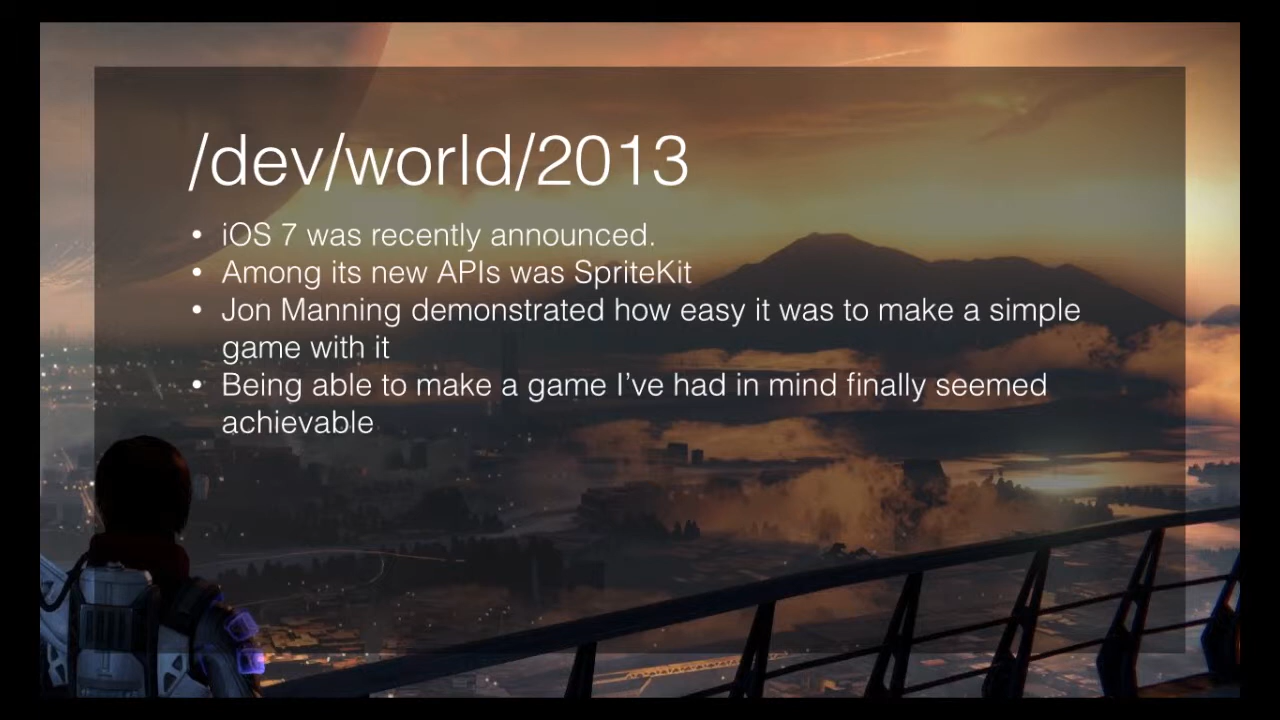 /dev/world/2013
• iOS 7 was recently announced.
• Among its new APIs was SpriteKit
• Jon Manning demonstrated how easy it was to make a simple
game with it
• Being able to make a game I’ve had in mind finally seemed
achievable